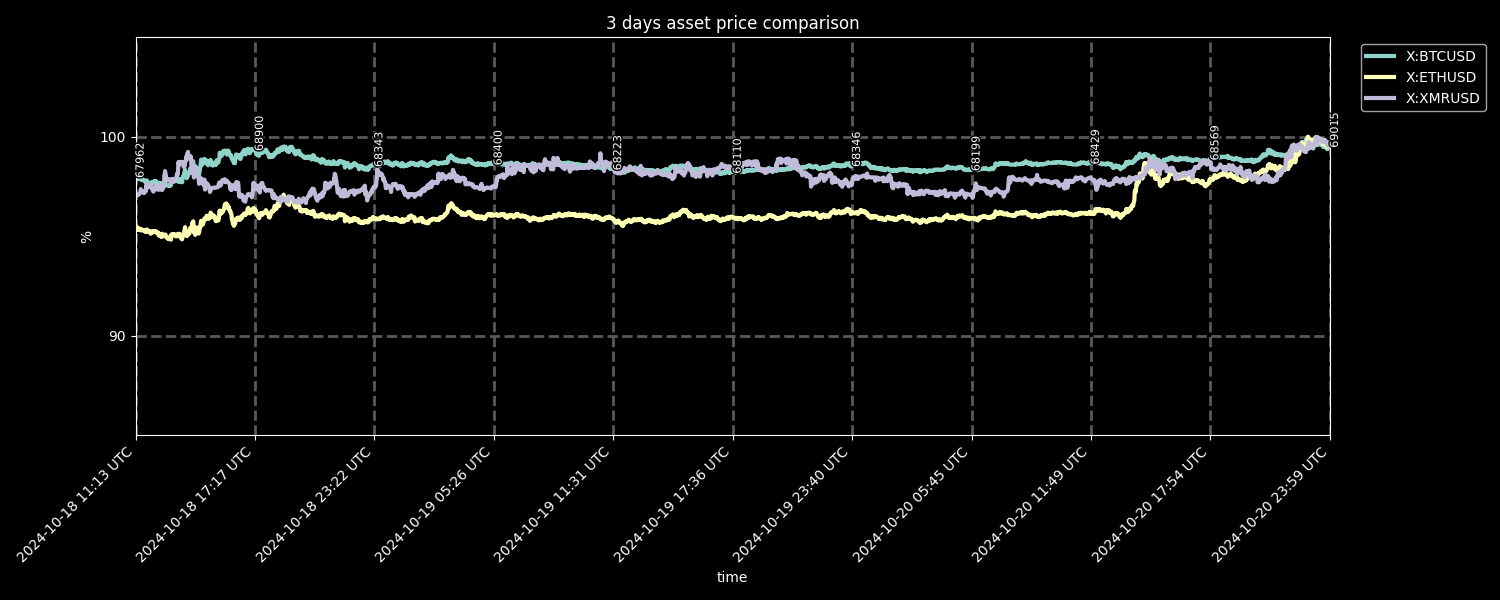 3 days asset price comparison
X:BTCUSD
X:ETHUSD
X:XMRUSD
100
90
%
67962
68900
68343
68400
68223
68110
68346
68199
68429
68569
69015
2024-10-18 11:13 UTC
2024-10-18 17:17 UTC
2024-10-18 23:22 UTC
2024-10-19 05:26 UTC
2024-10-19 11:31 UTC
2024-10-19 17:36 UTC
2024-10-19 23:40 UTC
2024-10-20 05:45 UTC
2024-10-20 11:49 UTC
2024-10-20 17:54 UTC
2024-10-20 23:59 UTC
time